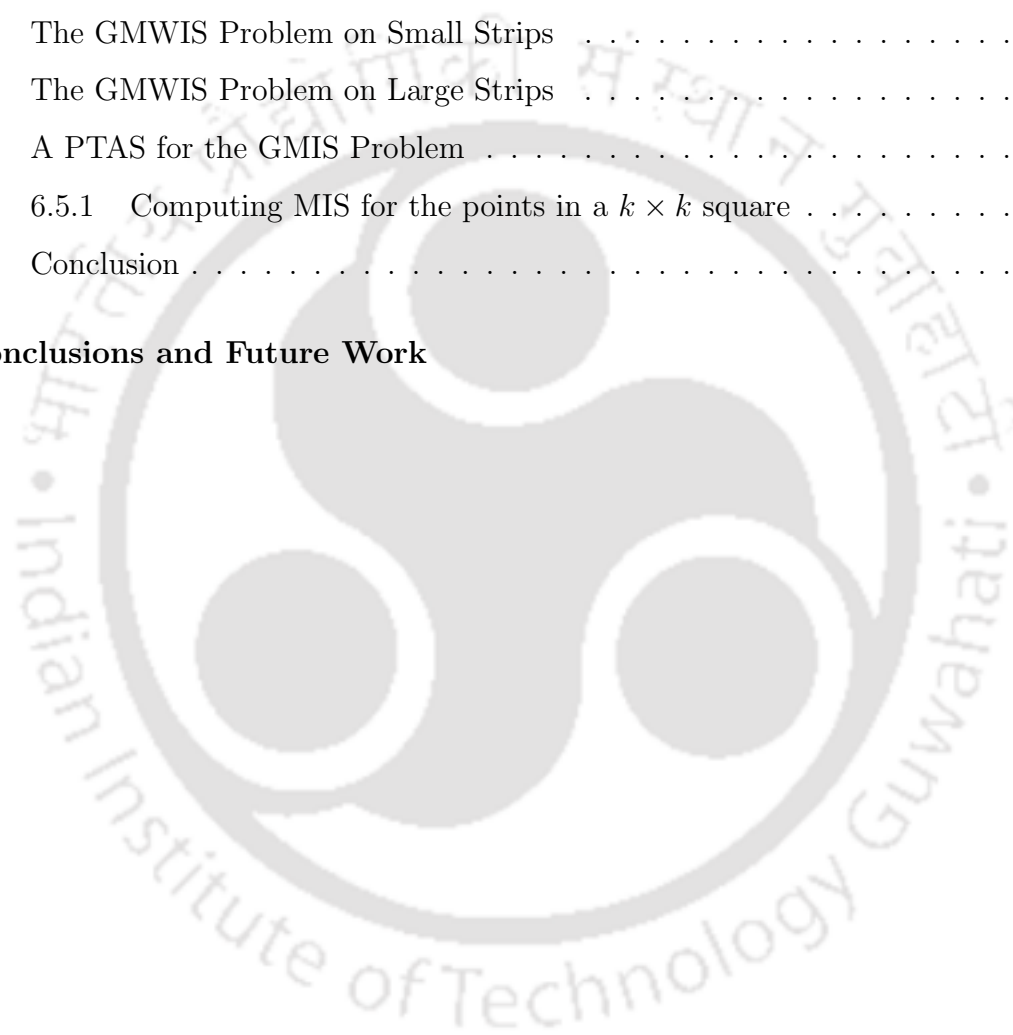 The GMWIS Problem on Small Strips . . . . . . . . . . . . . . . . . .
The GMWIS Problem on Large Strips . . . . . . . . . . . . . . . . . .
A PTAS for the GMIS Problem . . . . . . . . . . . . . . . . . . . . . .
6.5.1 Computing MIS for the points in a k × k square . . . . . . . . .
Conclusion . . . . . . . . . . . . . . . . . . . . . . . . . . . . . . . . . .
onclusions and Future Work
Indian Institute of Technology Guwahati